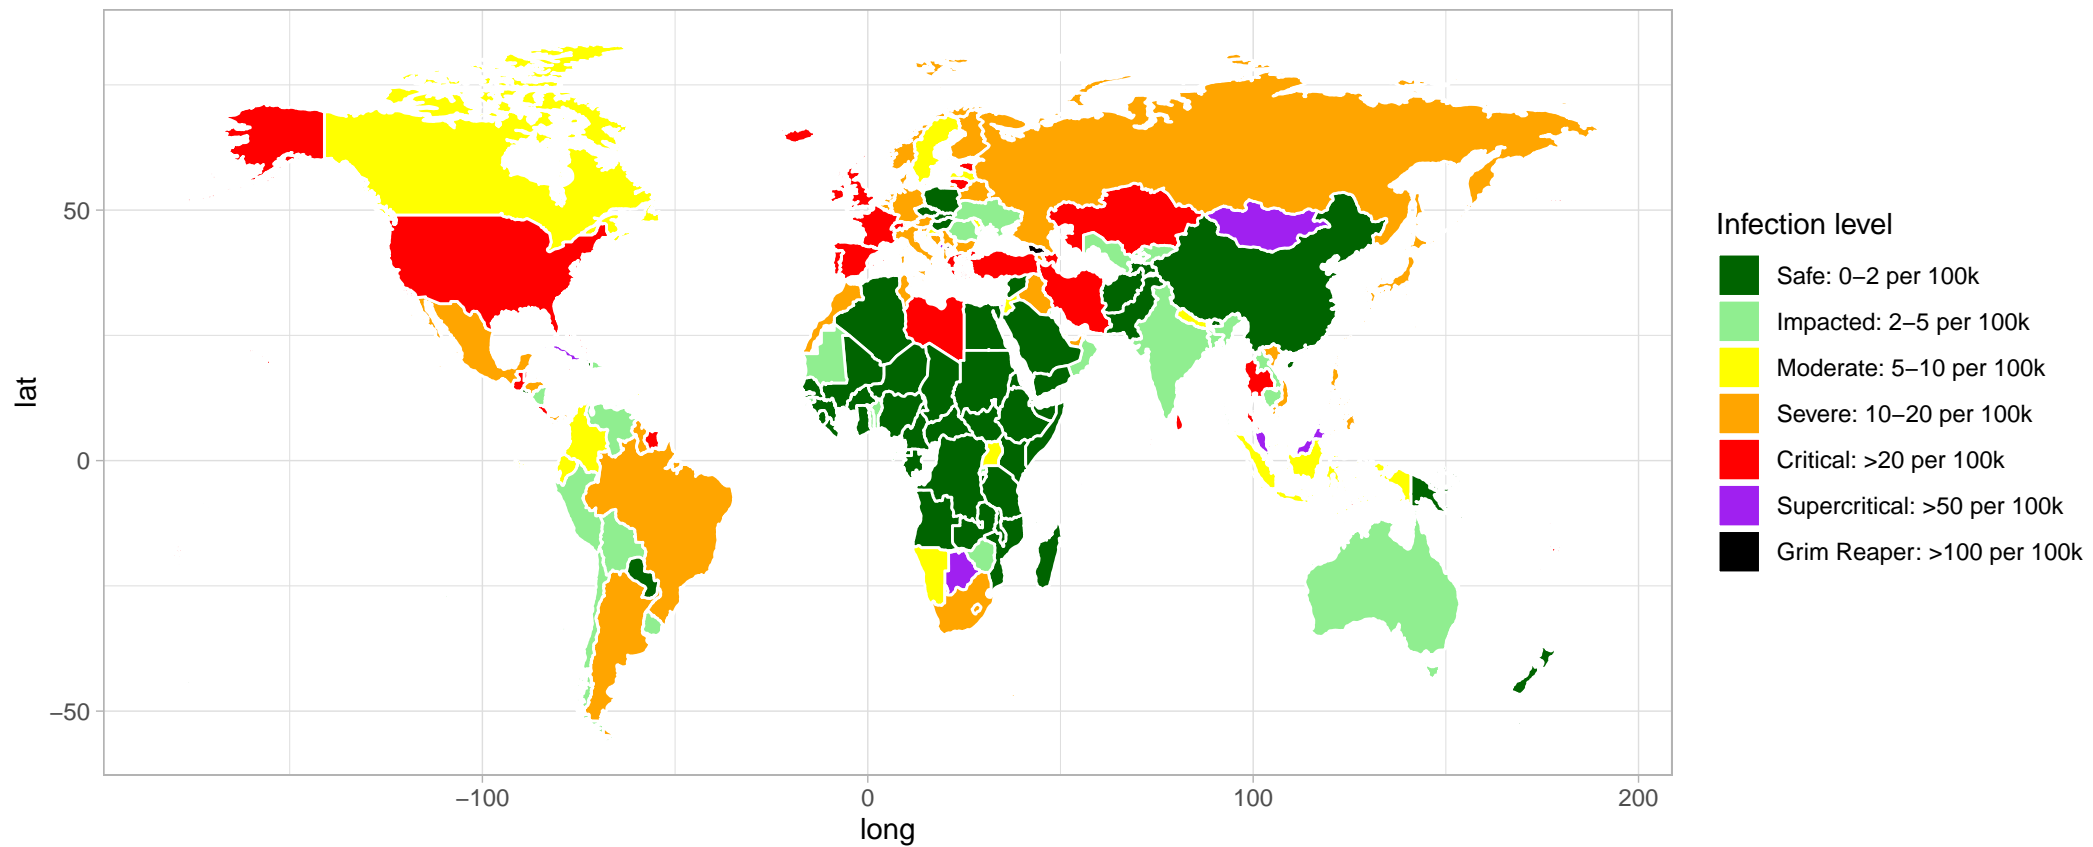 Infection level
Safe: 0–2 per 100k
Impacted: 2–5 per 100k
Moderate: 5–10 per 100k
Severe: 10–20 per 100k
Critical: >20 per 100k
Supercritical: >50 per 100k
Grim Reaper: >100 per 100k
lat
50
0
−50
−100
0
100
200
long